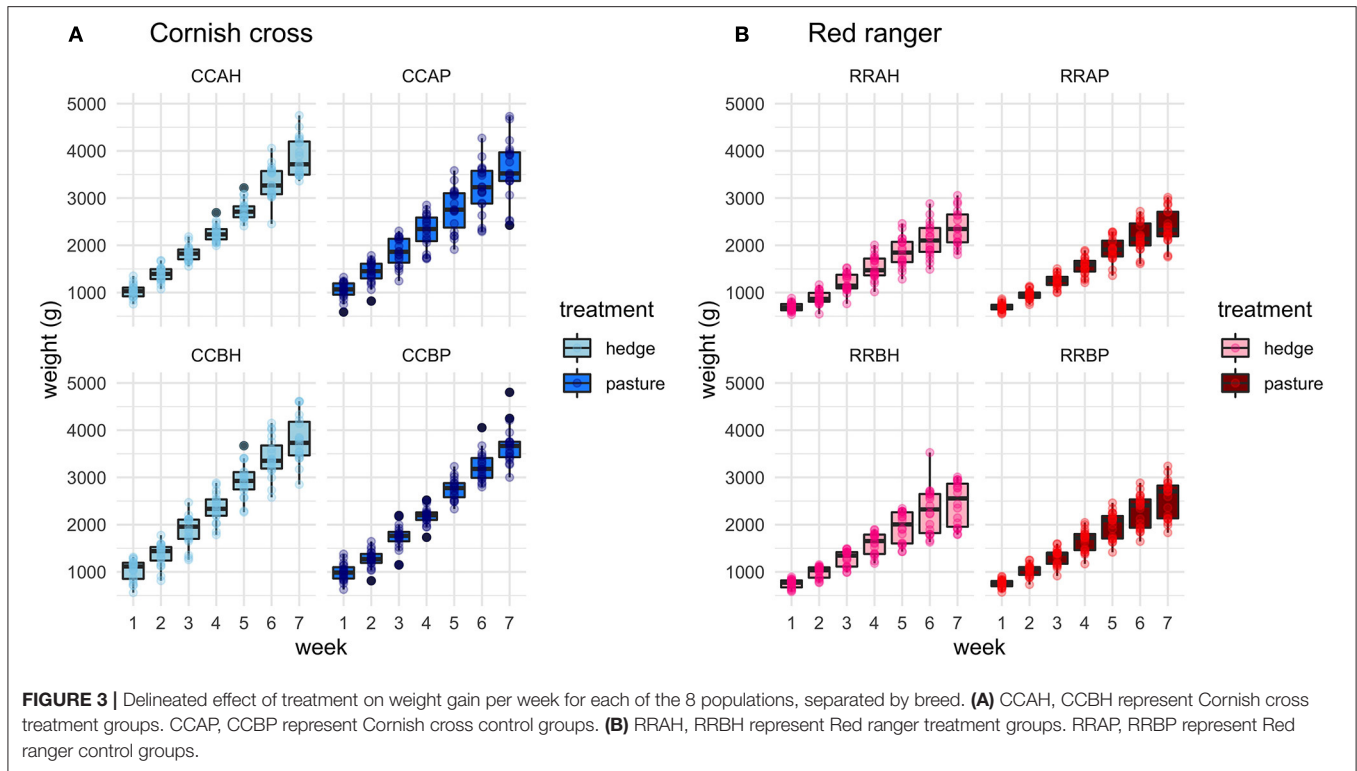 A Cornish cross
B Red ranger
CCAH CCAP
RRAH RRAP
5000
4000
3000
2000
1000
5000
4000
3000
2000
1000
CCBH CCBP
RRBH RRBP
5000
4000
3000
2000
1000
5000
4000
3000
2000
1000
weight (g)
weight (g)
1 2 3 4 5 6 7 1 2 3 4 5 6 7
week
1 2 3 4 5 6 7 1 2 3 4 5 6 7
week
treatment
hedge
pasture
treatment
hedge
pasture
FIGURE 3 | Delineated effect of treatment on weight gain per week for each of the 8 populations, separated by breed. (A) CCAH, CCBH represent Cornish cross
treatment groups. CCAP, CCBP represent Cornish cross control groups. (B) RRAH, RRBH represent Red ranger treatment groups. RRAP, RRBP represent Red
ranger control groups.